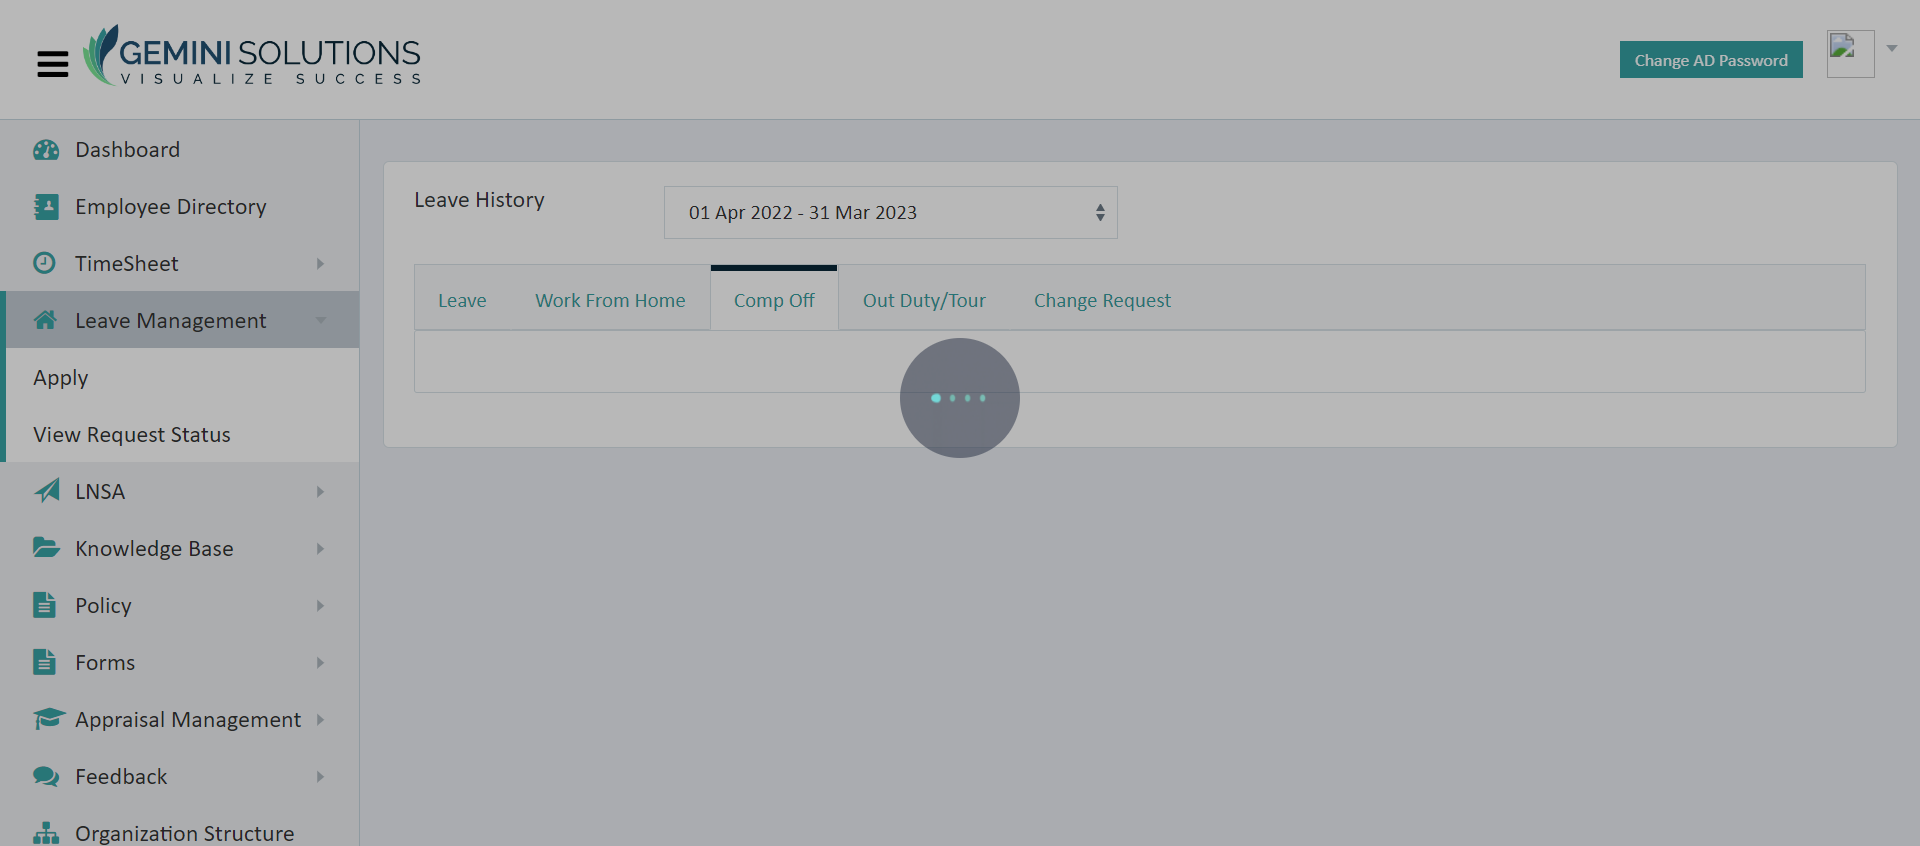 GEMINI SOLUTIONS
VISUALIZE SUCCESS
Change AD Password
Dashboard
Employee Directory
TimeSheet
Leave Management
Apply
View Request Status
LNSA
Knowledge Base
Policy
Forms
Appraisal Management
Feedback
Organization Structure
Leave History
01 Apr 2022 - 31 Mar 2023
Leave Work From Home Comp Off Out Duty/Tour Change Request